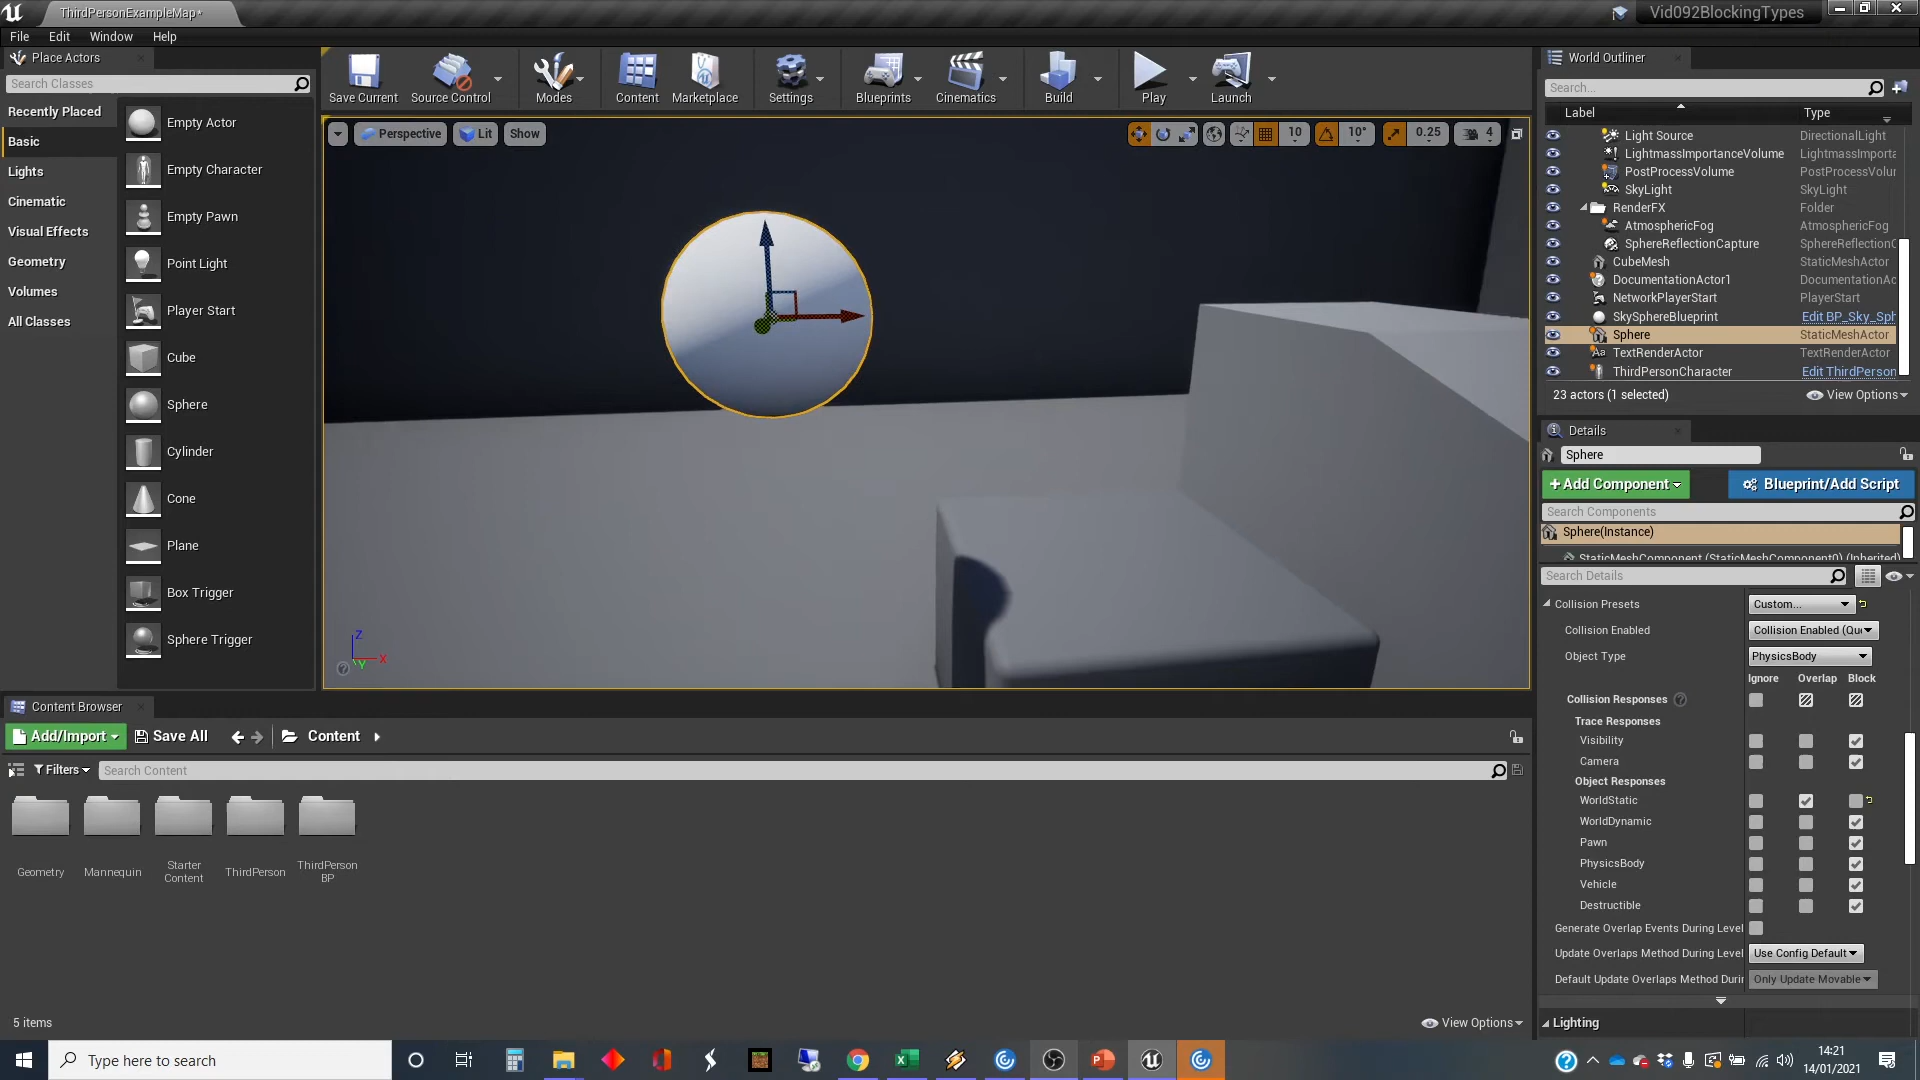 ThirdPersonExampleMap*
Vid092BlockingTypes
File Edit Window Help
Place Actors
Search Classes
Recently Placed
Basic
Lights
Cinematic
Visual Effects
Geometry
Volumes
All Classes
Empty Actor
Empty Character
Empty Pawn
Point Light
Player Start
Cube
Sphere
Cylinder
Cone
Plane
Box Trigger
Sphere Trigger
Save Current
Source Control
Modes
Content
Marketplace
Settings
Blueprints
Cinematics
Build
Play
Launch
Perspective
Lit
Show
10
10°
0.25
4
Z
X
Y
World Outliner
Search...
Label Type
Light Source DirectionalLight
LightmassImportanceVolume LightmassImporta
PostProcessVolume PostProcessVolur
SkyLight SkyLight
RenderFX Folder
AtmosphericFog AtmosphericFog
SphereReflectionCapture SphereReflectionC
CubeMesh StaticMeshActor
DocumentationActor1 DocumentationAc
NetworkPlayerStart PlayerStart
SkySphereBlueprint Edit BP_Sky_Sph
Sphere StaticMeshActor
TextRenderActor TextRenderActor
ThirdPersonCharacter Edit ThirdPerson
23 actors (1 selected)
View Options
Details
Sphere
+Add Component
Blueprint/Add Script
Search Components
Sphere(Instance)
StaticMeshComponent (StaticMeshComponent0) (Inherited)
Search Details
Collision Presets Custom...
Collision Enabled Collision Enabled (Que
Object Type PhysicsBody
Ignore Overlap Block
Collision Responses
Trace Responses
Visibility
Camera
Object Responses
WorldStatic
WorldDynamic
Pawn
PhysicsBody
Vehicle
Destructible
Generate Overlap Events During Level
Update Overlaps Method During Level Use Config Default
Default Update Overlaps Method Durin Only Update Movable
Lighting
Content Browser
Add/Import
Save All
Content
Filters
Search Content
Geometry
Mannequin
Starter
Content
ThirdPerson
ThirdPerson
BP
5 items
View Options
Type here to search
14:21
14/01/2021